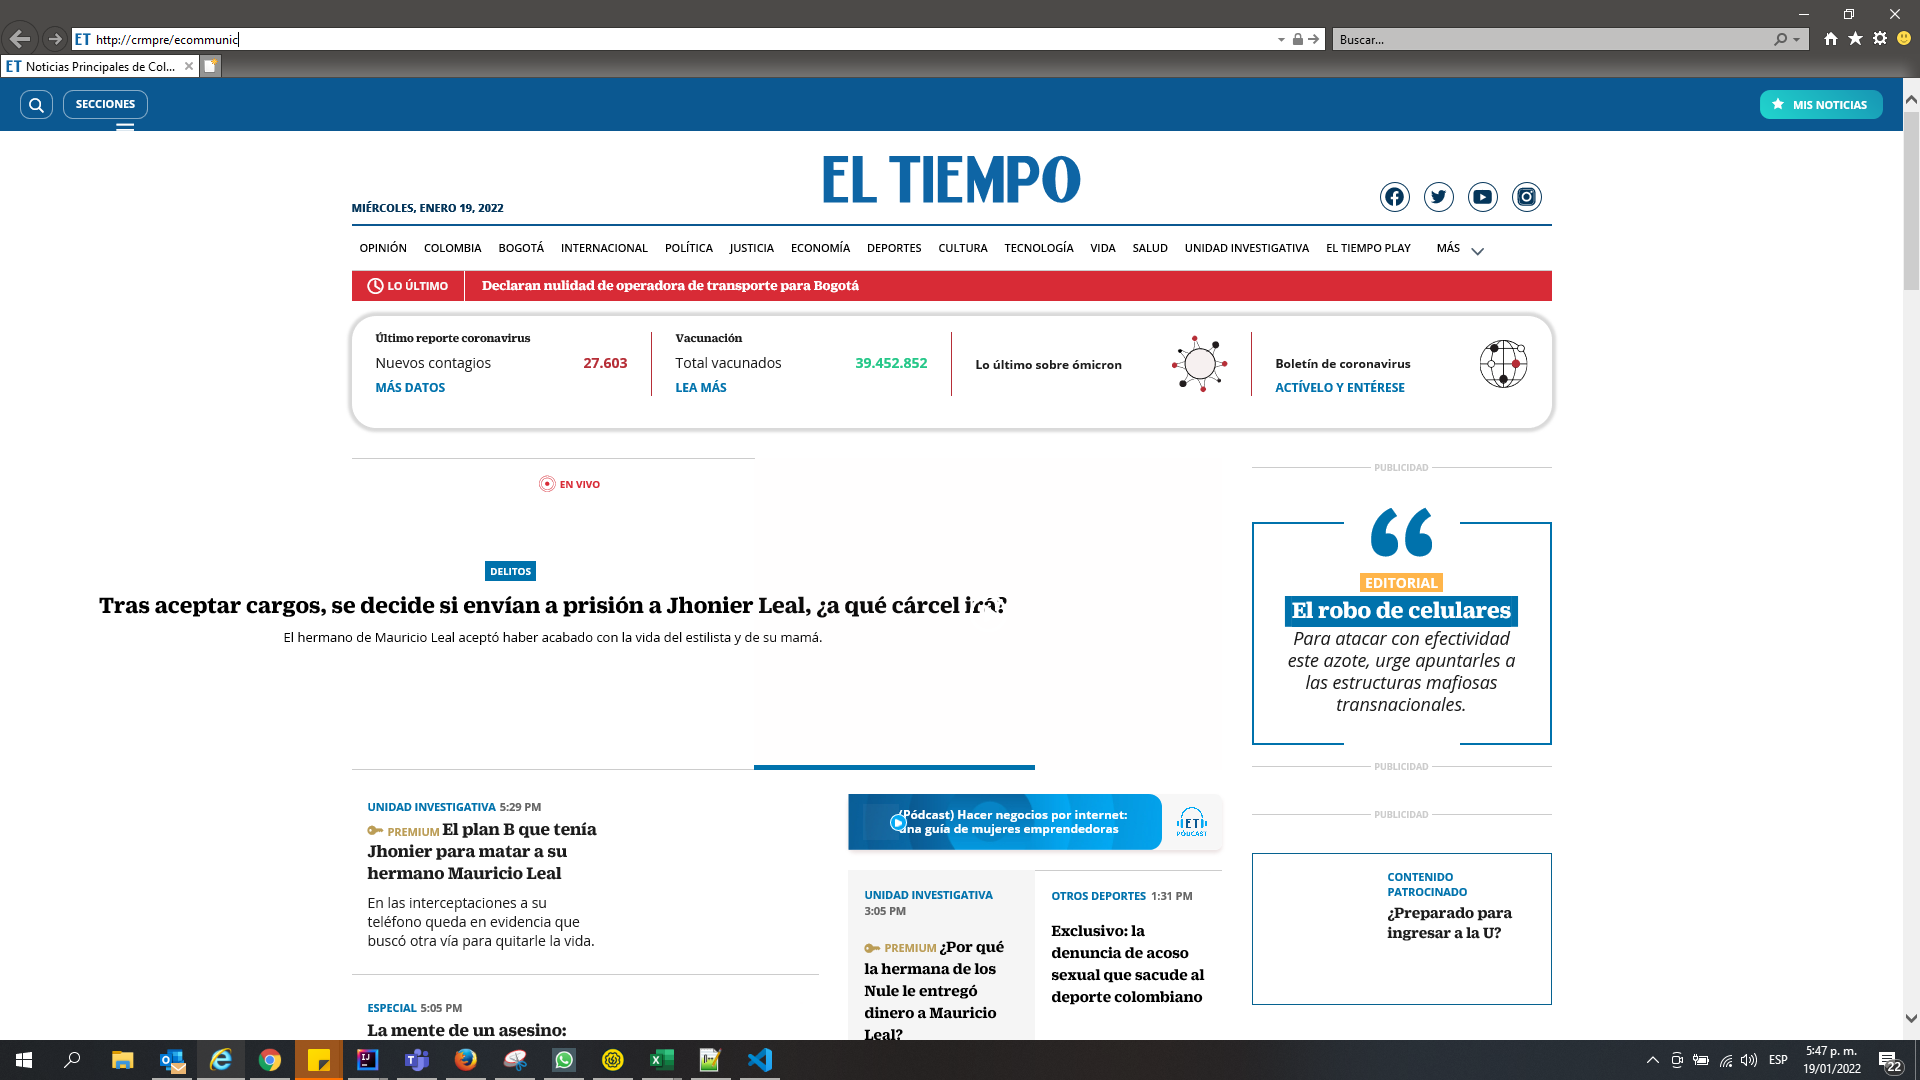 ET http://crmpre/ecommunic
Buscar...
ET Noticias Principales de Col...
SECCIONES
MIS NOTICIAS
EL TIEMPO
MIÉRCOLES, ENERO 19, 2022
OPINIÓN COLOMBIA BOGOTÁ INTERNACIONAL POLÍTICA JUSTICIA ECONOMÍA DEPORTES CULTURA TECNOLOGÍA VIDA SALUD UNIDAD INVESTIGATIVA EL TIEMPO PLAY MÁS
LO ÚLTIMO Declaran nulidad de operadora de transporte para Bogotá
Último reporte coronavirus
Nuevos contagios 27.603
MÁS DATOS
Vacunación
Total vacunados 39.452.852
LEA MÁS
Lo último sobre ómicron
Boletín de coronavirus
ACTÍVELO Y ENTÉRESE
EN VIVO
DELITOS
Tras aceptar cargos, se decide si envían a prisión a Jhonier Leal, ¿a qué cárcel irá?
El hermano de Mauricio Leal aceptó haber acabado con la vida del estilista y de su mamá.
PUBLICIDAD
EDITORIAL
El robo de celulares
Para atacar con efectividad
este azote, urge apuntarles a
las estructuras mafiosas
transnacionales.
PUBLICIDAD
UNIDAD INVESTIGATIVA 5:29 PM
PREMIUM El plan B que tenía
Jhonier para matar a su
hermano Mauricio Leal
En las interceptaciones a su
teléfono queda en evidencia que
buscó otra vía para quitarle la vida.
ESPECIAL 5:05 PM
La mente de un asesino:
(Pódcast) Hacer negocios por internet:
una guía de mujeres emprendedoras
ET
PÓDCAST
UNIDAD INVESTIGATIVA
3:05 PM
PREMIUM ¿Por qué
la hermana de los
Nule le entregó
dinero a Mauricio
Leal?
OTROS DEPORTES 1:31 PM
Exclusivo: la
denuncia de acoso
sexual que sacude al
deporte colombiano
PUBLICIDAD
CONTENIDO
PATROCINADO
¿Preparado para
ingresar a la U?
ESP
5:47 p. m.
19/01/2022
22